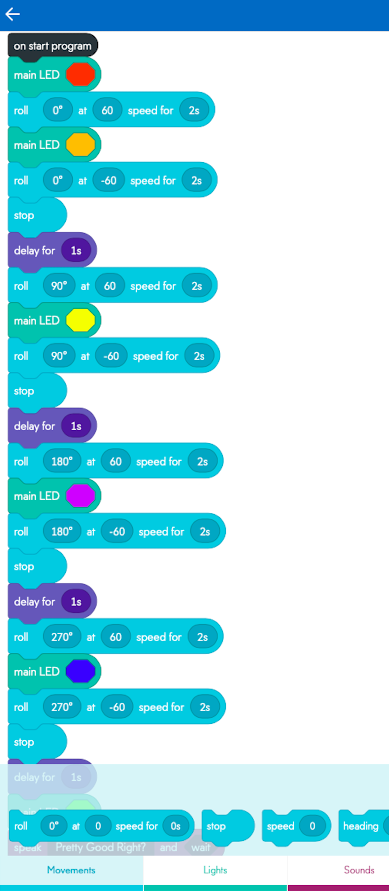 on start program
main LED
roll 0° at 60 speed for 2s
main LED
roll 0° at -60 speed for 2s
stop
delay for 1s
roll 90° at 60 speed for 2s
main LED
roll 90° at -60 speed for 2s
stop
delay for 1s
roll 180° at 60 speed for 2s
main LED
roll 180° at -60 speed for 2s
stop
delay for 1s
roll 270° at 60 speed for 2s
main LED
roll 270° at -60 speed for 2s
stop
delay for 1s
main LED
roll 0° at 0 speed for 0s stop speed 0 heading
speak Pretty Good Right? and wait
Movements Lights Sounds